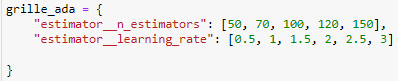 grille_ada = {
    "estimator__n_estimators": [50, 70, 100, 120, 150],
    "estimator__learning_rate": [0.5, 1, 1.5, 2, 2.5, 3]
}